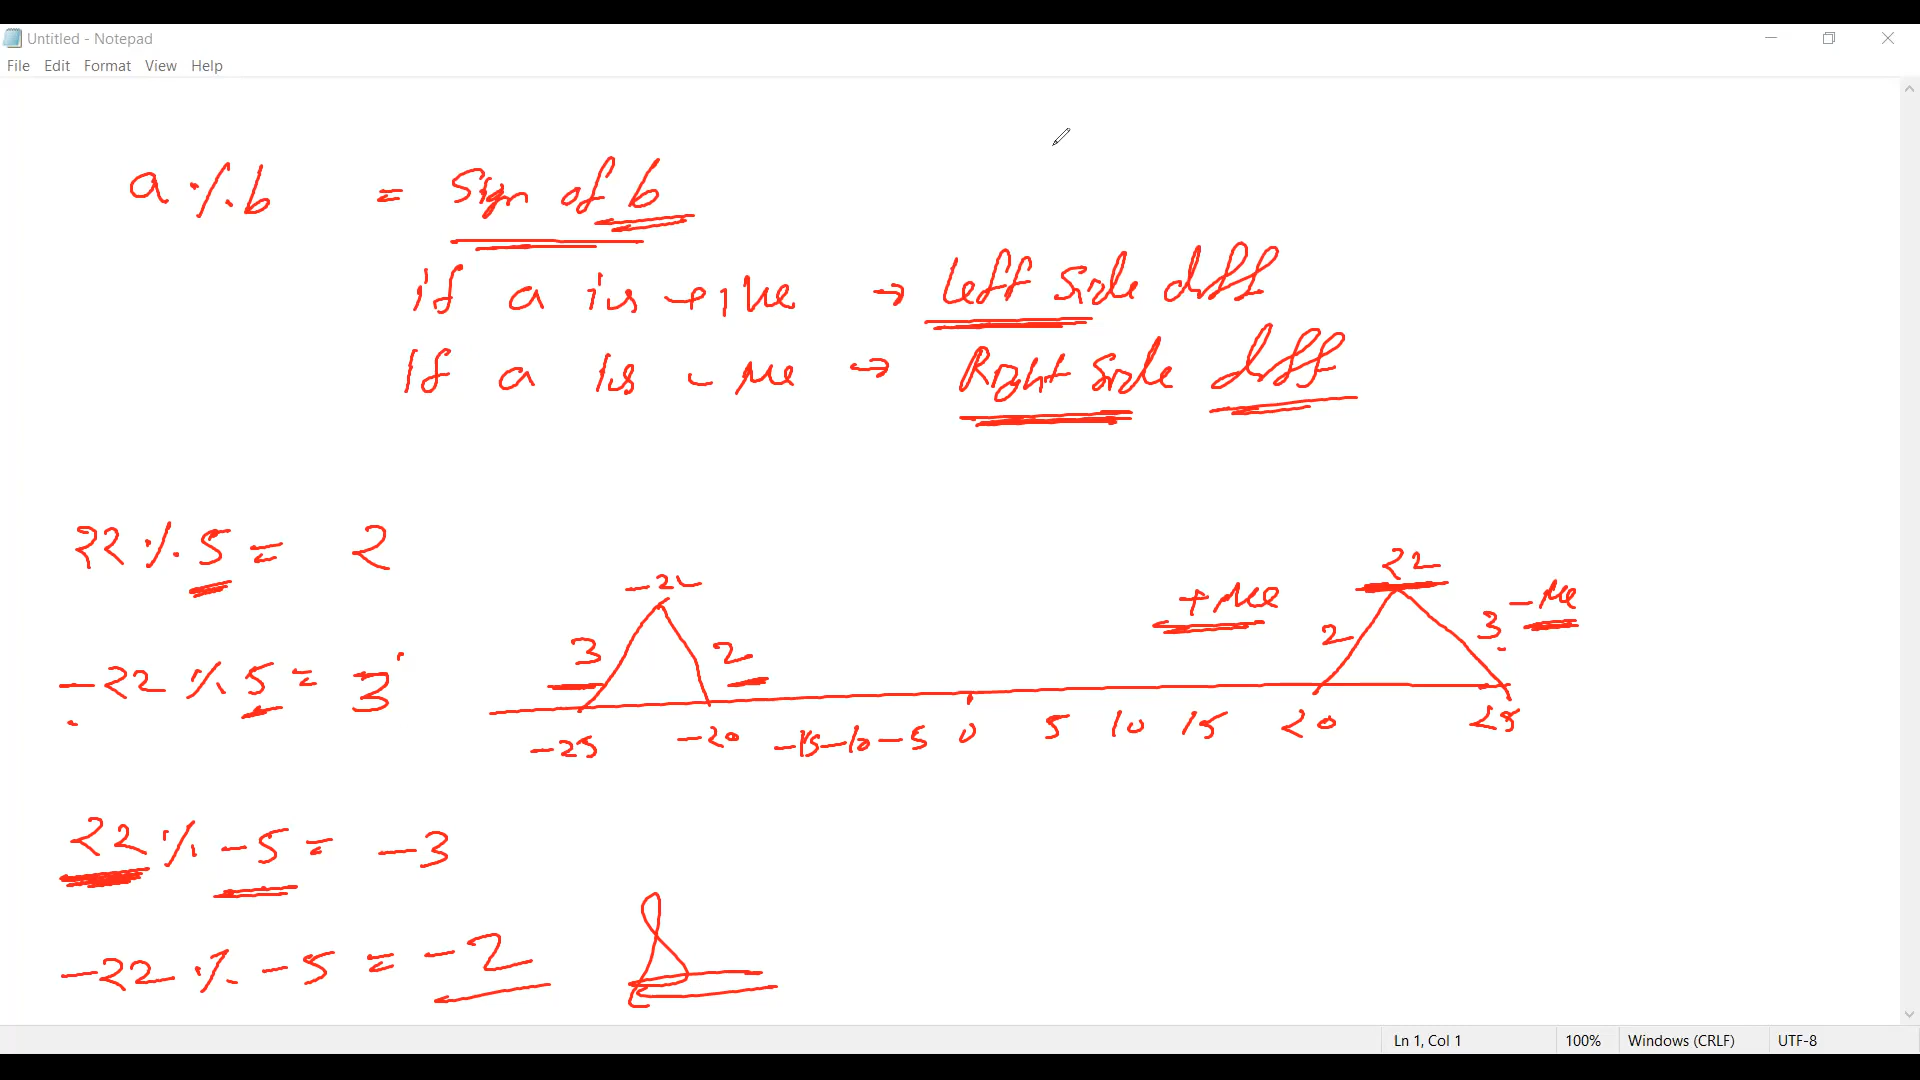 Untitled - Notepad
File Edit Format View Help
a % b = Sign of b
if a is +ve → Left side diff
If a is -ve → Right side diff
22 % 5 = 2
-22 % 5 = 3
22 % -5 = -3
-22 % -5 = -2
-22
3 2
+ve
22
2 3 -ve
-25 -20 -15 -10 -5 0 5 10 15 20 25
Ln 1, Col 1 100% Windows (CRLF) UTF-8